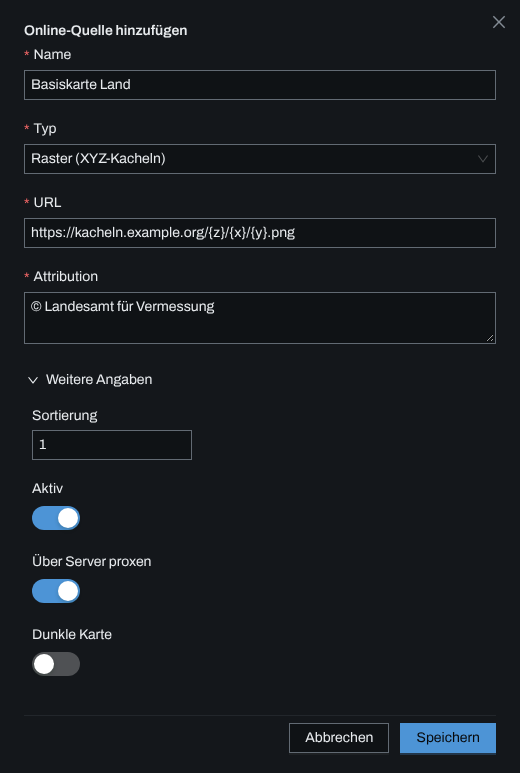 Online-Quelle hinzufügen
* Name
Basiskarte Land
* Typ
Raster (XYZ-Kacheln)
* URL
https://kacheln.example.org/{z}/{x}/{y}.png
* Attribution
© Landesamt für Vermessung
Weitere Angaben
Sortierung
1
Aktiv
Über Server proxen
Dunkle Karte
Abbrechen Speichern